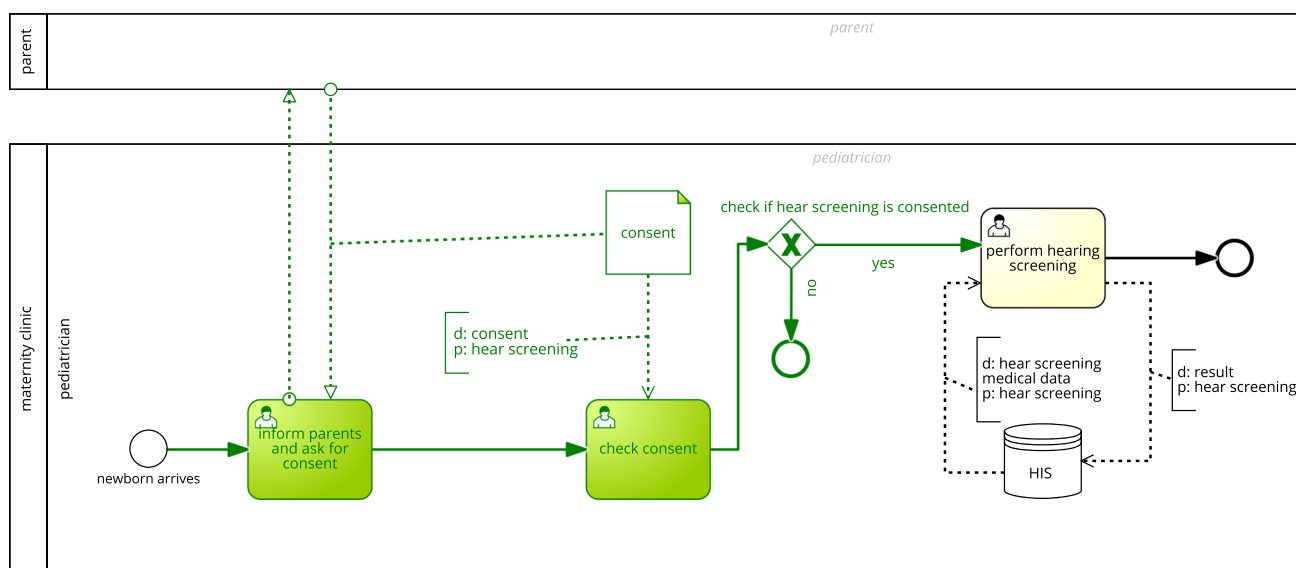 parent
parent
maternity clinic
pediatrician
pediatrician
consent
check if hear screening is consented
yes
no
perform hearing
screening
d: consent
p: hear screening
d: hear screening
medical data
p: hear screening
d: result
p: hear screening
inform parents
and ask for
consent
check consent
newborn arrives
HIS